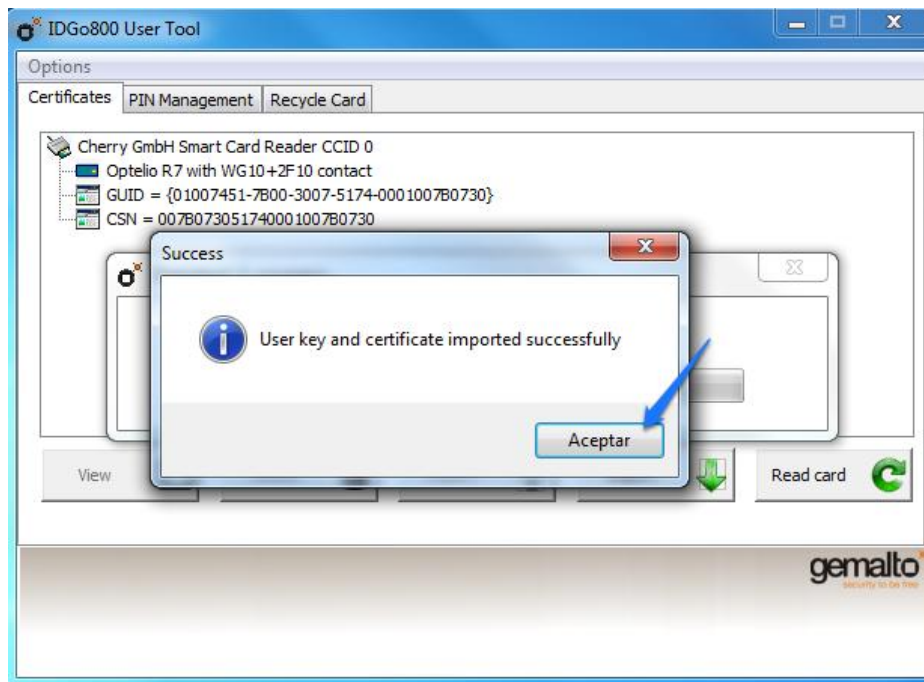 IDGo800 User Tool
Options
Certificates PIN Management Recycle Card
Cherry GmbH Smart Card Reader CCID 0
Optelio R7 with WG10+2F10 contact
GUID = {01007451-7B00-3007-5174-0001007B0730}
CSN = 007B073051740001007B0730
Success
User key and certificate imported successfully
Aceptar
View
Read card
gemalto
security to be free